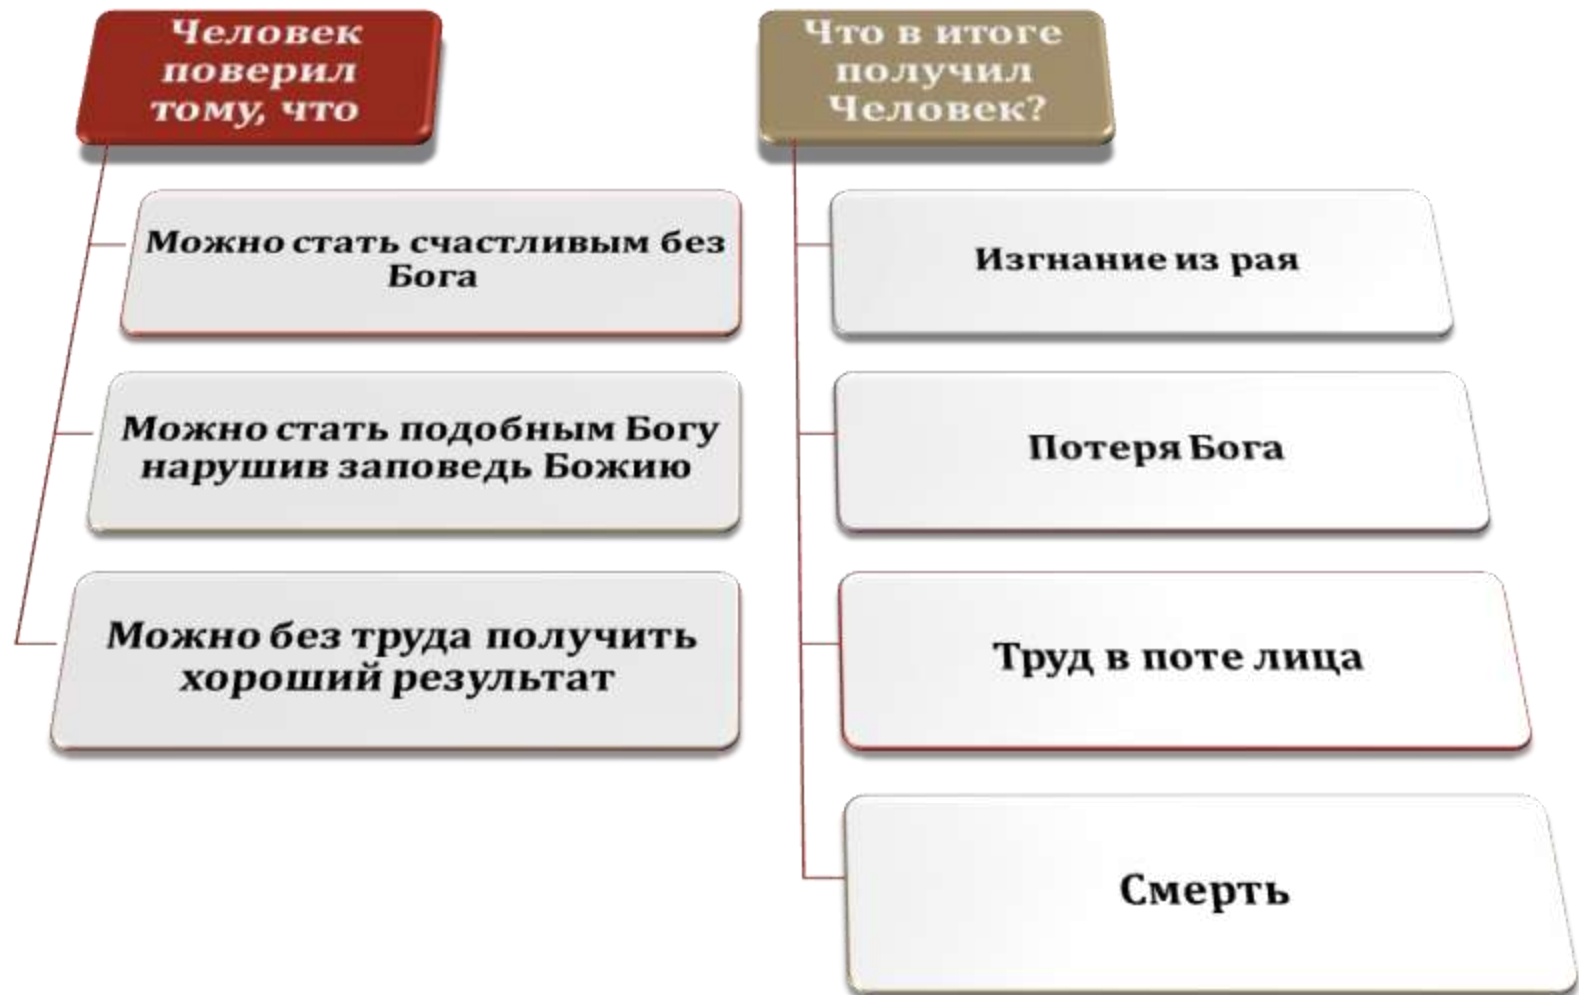 Человек
поверил
тому, что
Можно стать счастливым без
Бога
Можно стать подобным Богу
нарушив заповедь Божию
Можно без труда получить
хороший результат
Что в итоге
получил
Человек?
Изгнание из рая
Потеря Бога
Труд в поте лица
Смерть